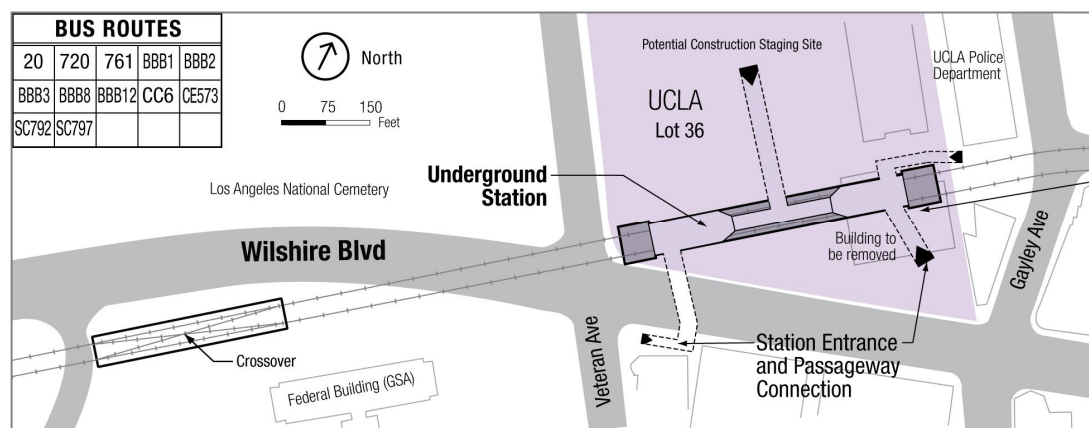 BUS ROUTES
20 720 761 BBB1 BBB2
BBB3 BBB8 BBB12 CC6 CE573
SC792 SC797
North
0 75 150
Feet
Potential Construction Staging Site
UCLA
Lot 36
UCLA Police
Department
Los Angeles National Cemetery
Underground
Station
Wilshire Blvd
Building to
be removed
Gayley Ave
Crossover
Federal Building (GSA)
Veteran Ave
Station Entrance
and Passageway
Connection